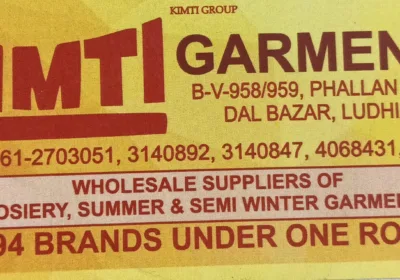 KIMTI GROUP
IMTI GARMEN
B-V-958/959, PHALLAN
DAL BAZAR, LUDHI
61-2703051, 3140892, 3140847, 4068431,
WHOLESALE SUPPLIERS OF
OSIERY, SUMMER & SEMI WINTER GARME
94 BRANDS UNDER ONE RO